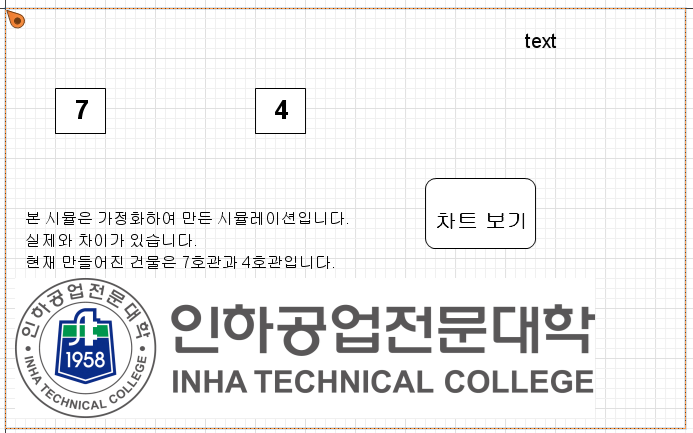 text
7
4
차트 보기
본 시뮬은 가정화하여 만든 시뮬레이션입니다.
실제와 차이가 있습니다.
현재 만들어진 건물은 7호관과 4호관입니다.
인하공업전문대학
1958
INHA TECHNICAL COLLEGE
인하공업전문대학
INHA TECHNICAL COLLEGE